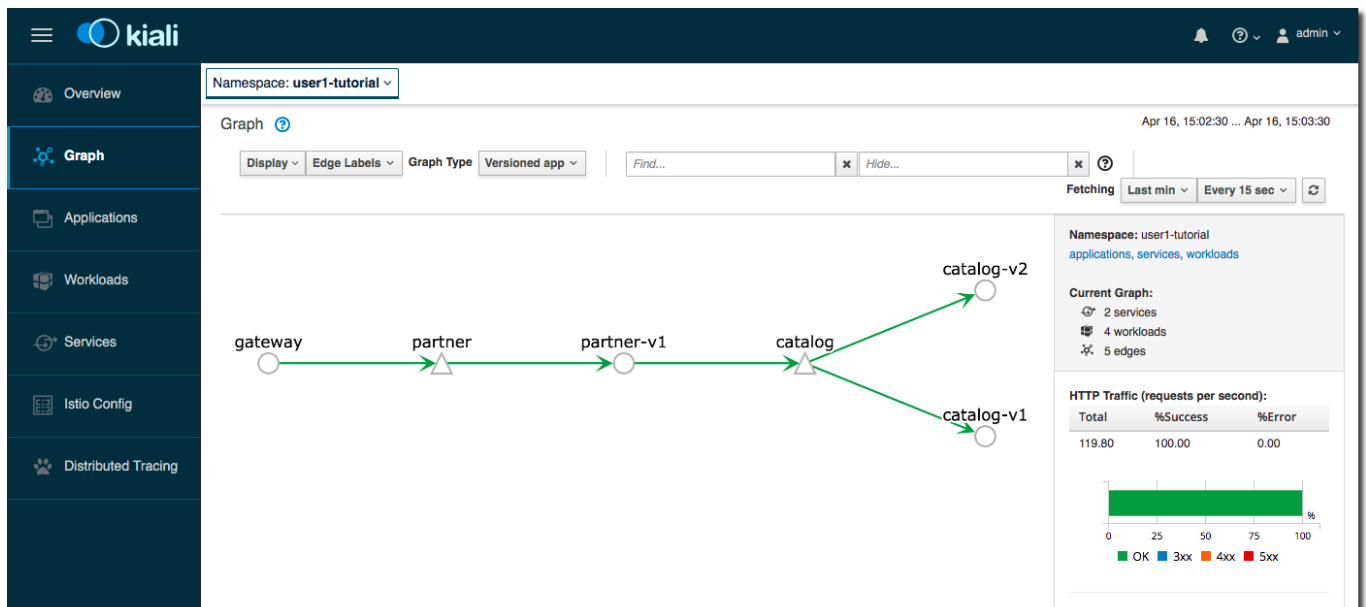 kiali
admin
Overview
Graph
Applications
Workloads
Services
Istio Config
Distributed Tracing
Namespace: user1-tutorial
Graph
Apr 16, 15:02:30 ... Apr 16, 15:03:30
Display Edge Labels Graph Type Versioned app Find... Hide...
Fetching Last min Every 15 sec
catalog-v2
gateway partner partner-v1 catalog
catalog-v1
Namespace: user1-tutorial
applications, services, workloads
Current Graph:
2 services
4 workloads
5 edges
HTTP Traffic (requests per second):
Total %Success %Error
119.80 100.00 0.00
%
0 25 50 75 100
OK 3xx 4xx 5xx